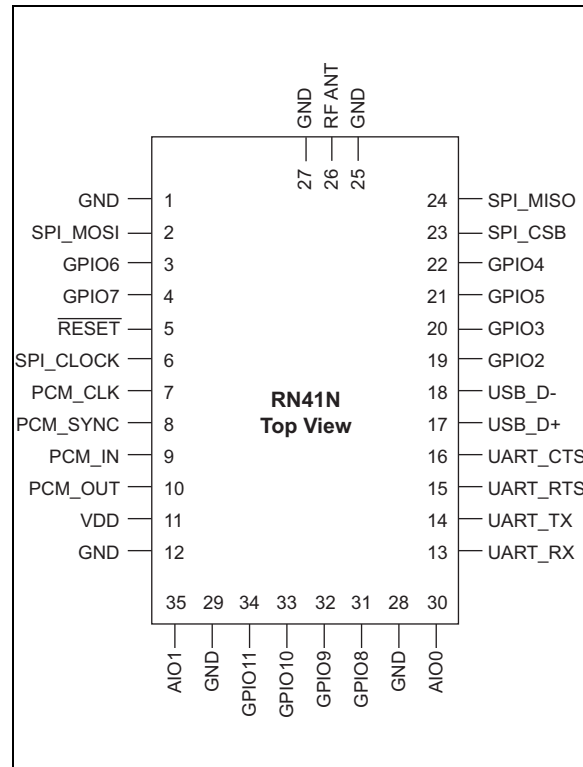 GND
RF ANT
GND
27
26
25
GND 1
SPI_MOSI 2
GPIO6 3
GPIO7 4
RESET 5
SPI_CLOCK 6
PCM_CLK 7
PCM_SYNC 8
PCM_IN 9
PCM_OUT 10
VDD 11
GND 12
RN41N
Top View
24 SPI_MISO
23 SPI_CSB
22 GPIO4
21 GPIO5
20 GPIO3
19 GPIO2
18 USB_D-
17 USB_D+
16 UART_CTS
15 UART_RTS
14 UART_TX
13 UART_RX
35 29 34 33 32 31 28 30
AIO1
GND
GPIO11
GPIO10
GPIO9
GPIO8
GND
AIO0